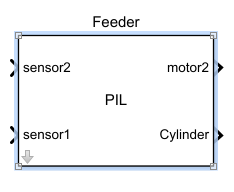 Feeder
sensor2 motor2
PIL
sensor1 Cylinder